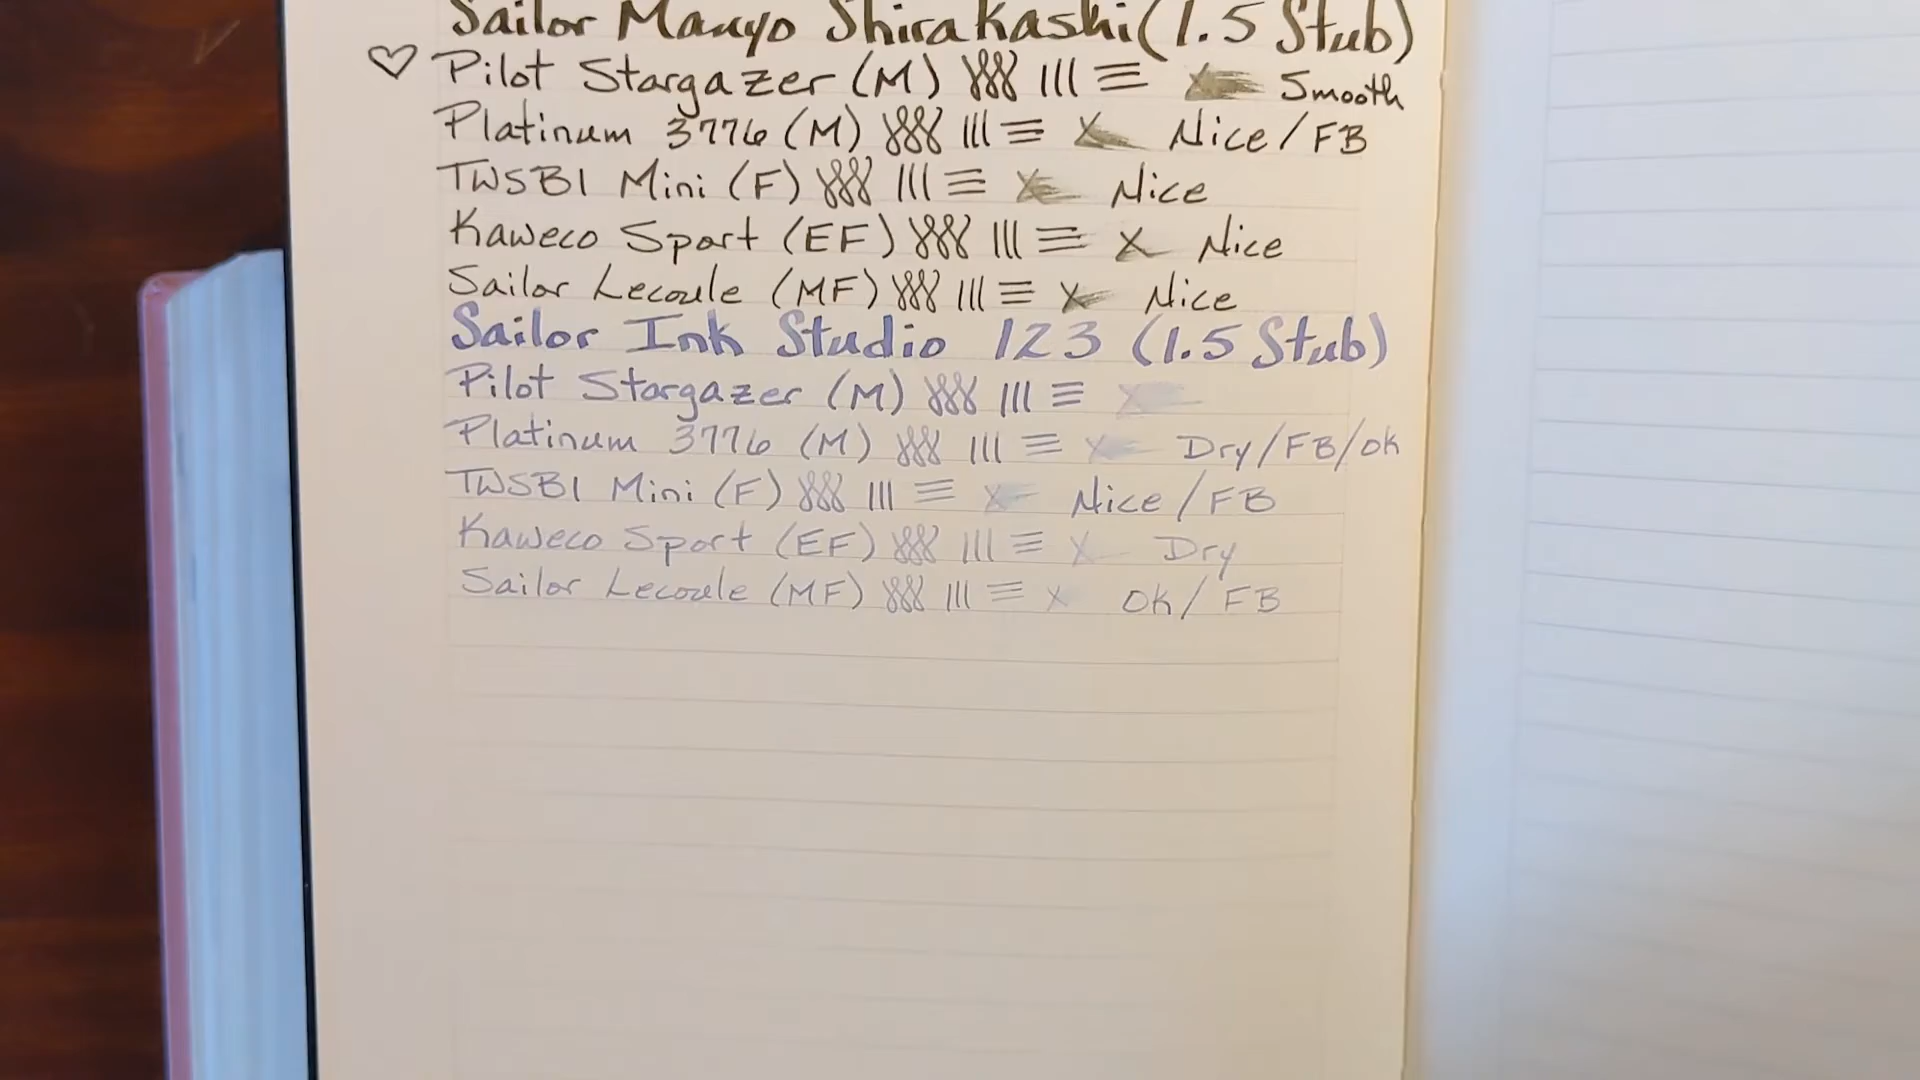 Sailor Manyo Shirakashi (1.5 Stub)
♡ Pilot Stargazer (M) Smooth
Platinum 3776 (M) Nice / FB
TWSBI Mini (F) Nice
Kaweco Sport (EF) X Nice
Sailor Lecoule (MF) X Nice
Sailor Ink Studio 123 (1.5 Stub)
Pilot Stargazer (M)
Platinum 3776 (M) X Dry/FB/OK
TWSBI Mini (F) X Nice / FB
Kaweco Sport (EF) X Dry
Sailor Lecoule (MF) X OK / FB